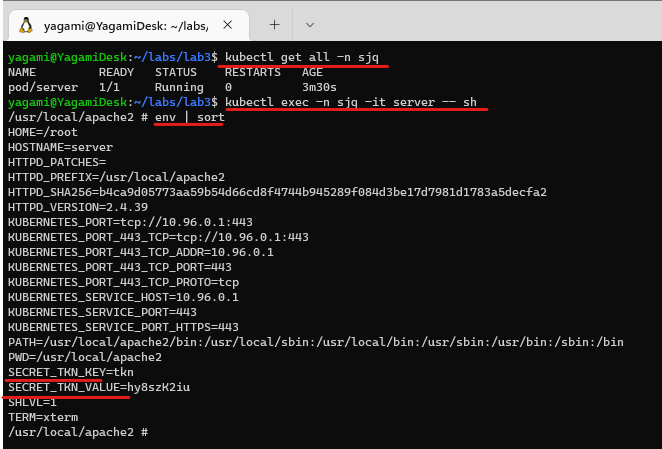 yagami@YagamiDesk: ~/labs/
yagami@YagamiDesk:~/labs/lab3$ kubectl get all -n sjq
NAME READY STATUS RESTARTS AGE
pod/server 1/1 Running 0 3m30s
yagami@YagamiDesk:~/labs/lab3$ kubectl exec -n sjq -it server -- sh
/usr/local/apache2 # env | sort
HOME=/root
HOSTNAME=server
HTTPD_PATCHES=
HTTPD_PREFIX=/usr/local/apache2
HTTPD_SHA256=b4ca9d05773aa59b54d66cd8f4744b945289f084d3be17d7981d1783a5decfa2
HTTPD_VERSION=2.4.39
KUBERNETES_PORT=tcp://10.96.0.1:443
KUBERNETES_PORT_443_TCP=tcp://10.96.0.1:443
KUBERNETES_PORT_443_TCP_ADDR=10.96.0.1
KUBERNETES_PORT_443_TCP_PORT=443
KUBERNETES_PORT_443_TCP_PROTO=tcp
KUBERNETES_SERVICE_HOST=10.96.0.1
KUBERNETES_SERVICE_PORT=443
KUBERNETES_SERVICE_PORT_HTTPS=443
PATH=/usr/local/apache2/bin:/usr/local/sbin:/usr/local/bin:/usr/sbin:/usr/bin:/sbin:/bin
PWD=/usr/local/apache2
SECRET_TKN_KEY=tkn
SECRET_TKN_VALUE=hy8szK2iu
SHLVL=1
TERM=xterm
/usr/local/apache2 #